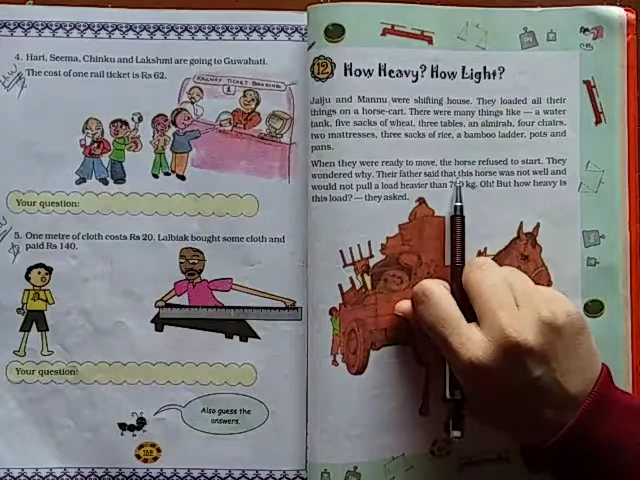 4. Hari, Seema, Chinku and Lakshmi are going to Guwahati.
The cost of one rail ticket is Rs 62.
RAILWAY TICKET
1
Your question:
5. One metre of cloth costs Rs 20. Lalbiak bought some cloth and
paid Rs 140.
Your question:
Also guess the
answers.
132
12 How Heavy? How Light?
Jaiju and Mannu were shifting house. They loaded all their
things on a horse-cart. There were many things like — a water
tank, five sacks of wheat, three tables, an almirah, four chairs,
two mattresses, three sacks of rice, a bamboo ladder, pots and
pans.
When they were ready to move, the horse refused to start. They
wondered why. Their father said that this horse was not well and
would not pull a load heavier than kg. Oh! But how heavy is
this load? — they asked.